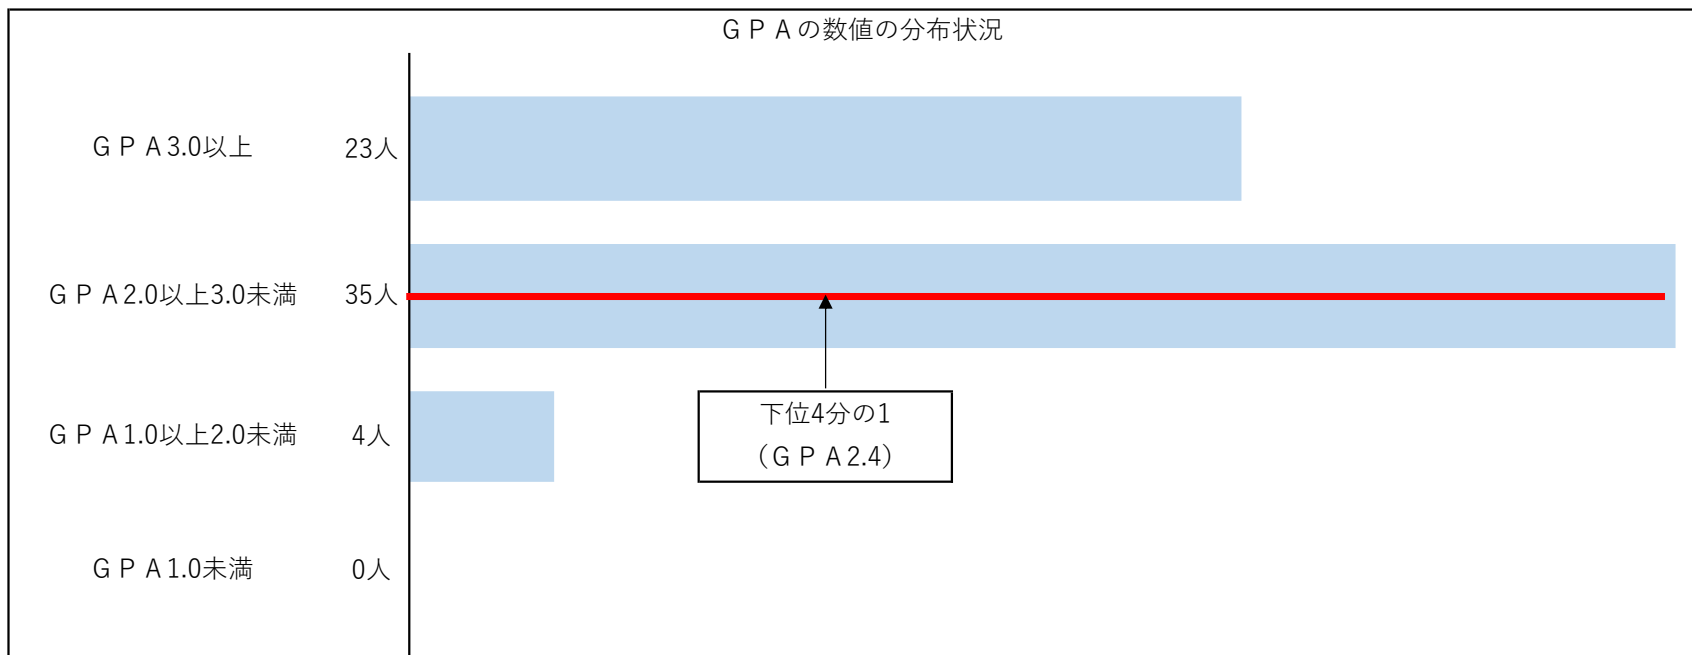 ＧＰＡの数値の分布状況
ＧＰＡ3.0以上 23人
ＧＰＡ2.0以上3.0未満 35人
ＧＰＡ1.0以上2.0未満 4人
下位4分の1
（ＧＰＡ2.4）
ＧＰＡ1.0未満 0人